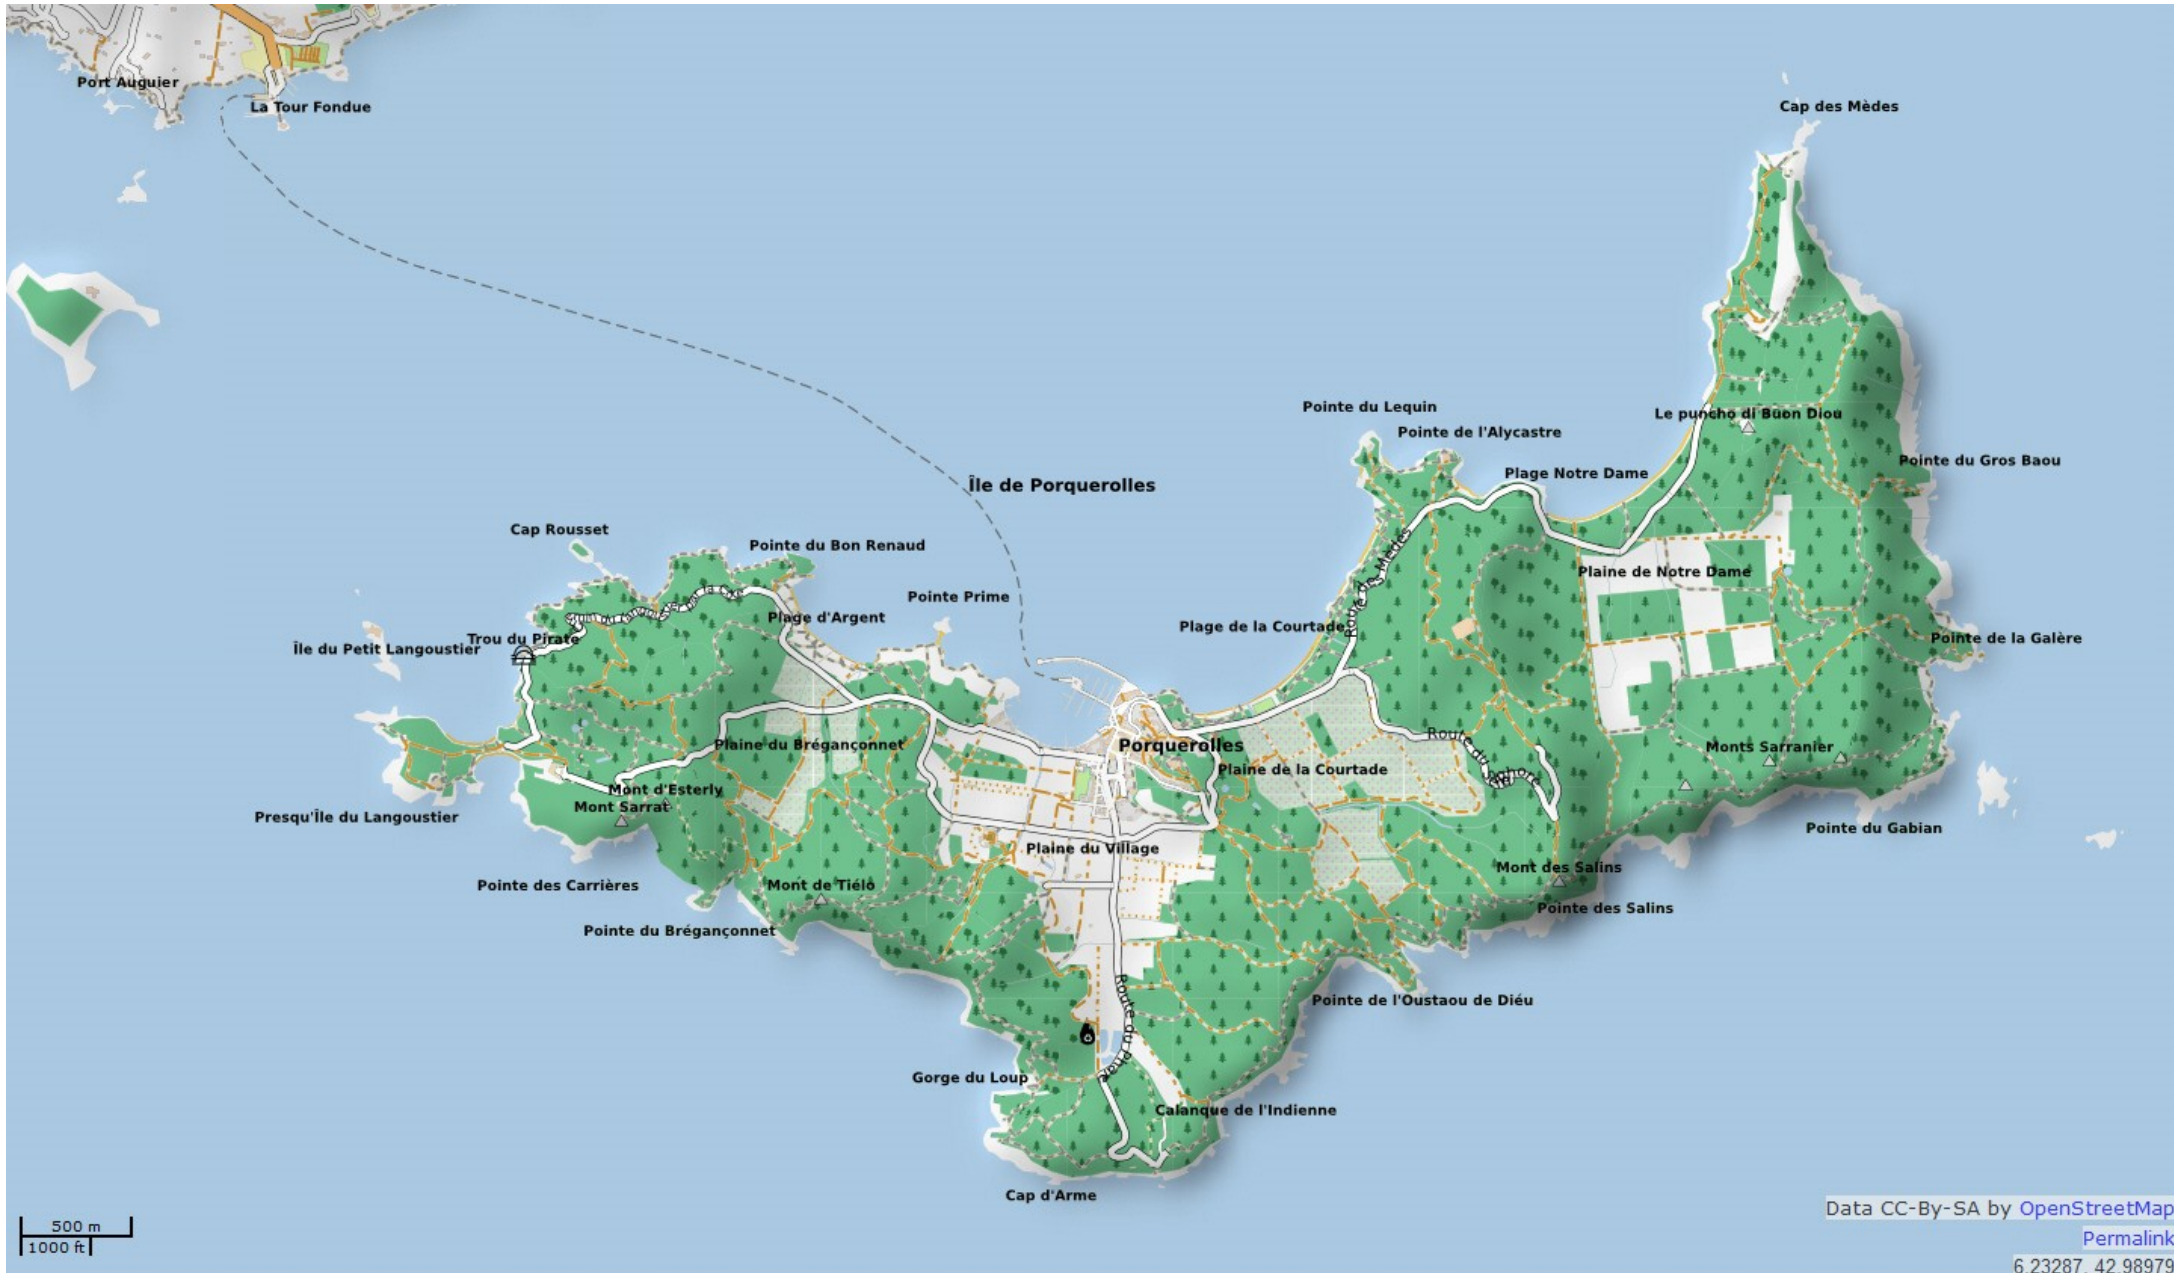 Port Auguier
La Tour Fondue
Cap des Mèdes
Pointe du Lequin
Pointe de l'Alycastre
Le puncho di Buon Diou
Pointe du Gros Baou
Plage Notre Dame
Île de Porquerolles
Cap Rousset
Pointe du Bon Renaud
Plaine de Notre Dame
Pointe Prime
Plage d'Argent
Plage de la Courtade
Route des Mèdes
Trou du Pirate
Île du Petit Langoustier
Pointe de la Galère
Plaine du Brégançonnet
Porquerolles
Route du Sémaphore
Monts Sarranier
Plaine de la Courtade
Mont d'Esterly
Mont Sarrat
Presqu'Île du Langoustier
Pointe du Gabian
Plaine du Village
Mont des Salins
Pointe des Carrières
Mont de Tiélo
Pointe des Salins
Pointe du Brégançonnet
Route du Phare
Pointe de l'Oustaou de Diéu
Gorge du Loup
Calanque de l'Indienne
Cap d'Arme
500 m
1000 ft
Data CC-By-SA by OpenStreetMap
Permalink
6.23287, 42.98979